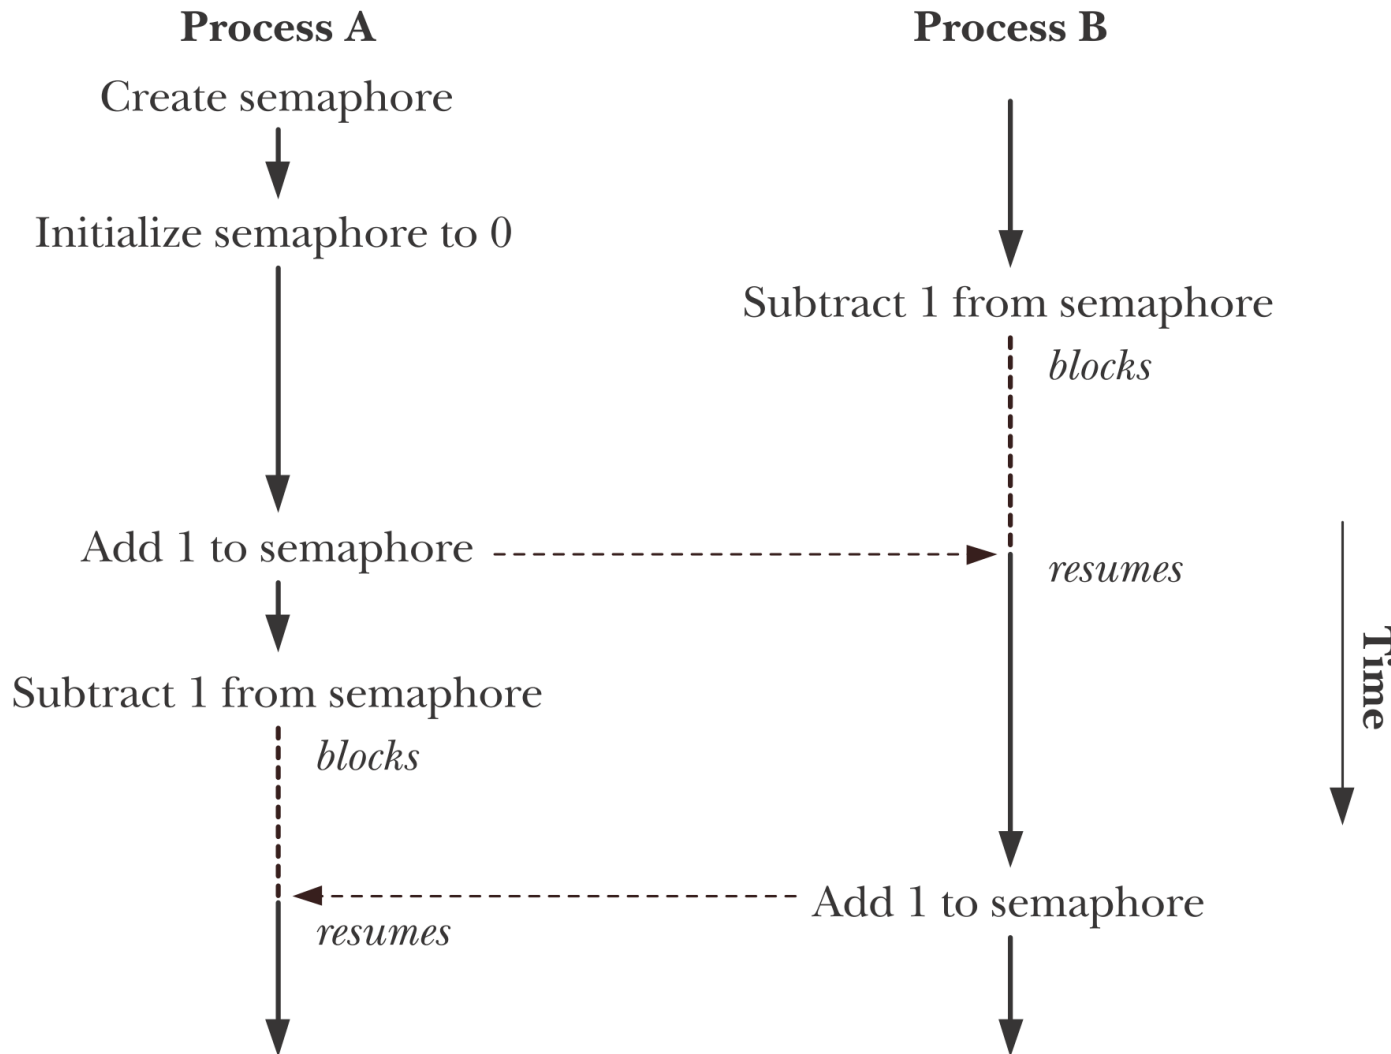 Process A
Process B
Create semaphore
Initialize semaphore to 0
Subtract 1 from semaphore
blocks
Add 1 to semaphore
resumes
Subtract 1 from semaphore
blocks
Add 1 to semaphore
resumes
Time